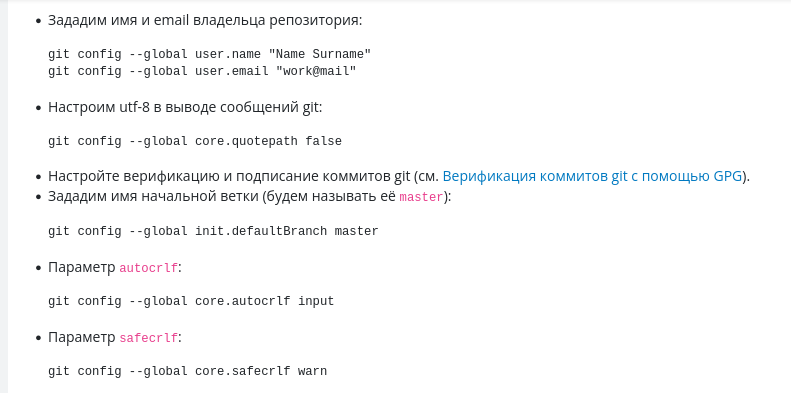 • Зададим имя и email владельца репозитория:
git config --global user.name "Name Surname"
git config --global user.email "work@mail"
• Настроим utf-8 в выводе сообщений git:
git config --global core.quotepath false
• Настройте верификацию и подписание коммитов git (см. Верификация коммитов git с помощью GPG).
• Зададим имя начальной ветки (будем называть её master):
git config --global init.defaultBranch master
• Параметр autocrlf:
git config --global core.autocrlf input
• Параметр safecrlf:
git config --global core.safecrlf warn